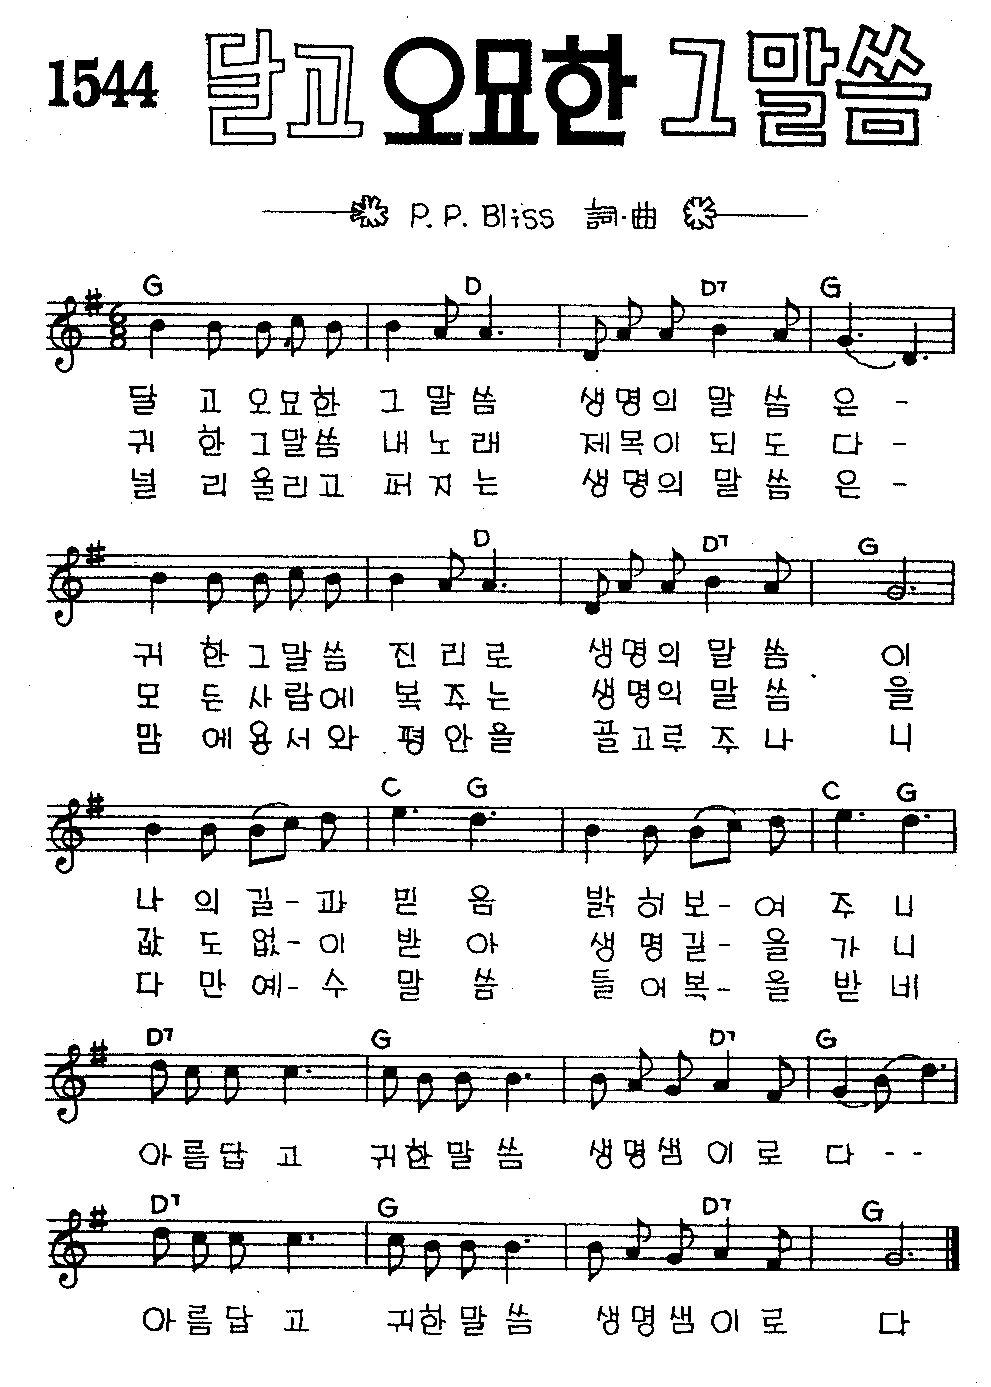 1544 달고 오묘한 그 말씀
P. P. Bliss 詞·曲
G D D7 G
달 고 오묘한 그 말 씀 생명의 말 씀 은 -
귀 한 그말씀 내 노 래 제목이 되 도 다 -
널 리 울리고 퍼 지 는 생명의 말 씀 은 -
D D7 G
귀 한 그말씀 진 리 로 생명의 말 씀 이
모 든 사람에 복 주 는 생명의 말 씀 을
맘 에 용서와 평 안 을 골고루 주 나 니
C G C G
나 의 길 - 과 믿 음 밝 히 보 - 여 주 니
값 도 없 - 이 받 아 생 명 길 - 을 가 니
다 만 예 - 수 말 씀 들 어 복 - 을 받 네
D7 G D7 G
아 름 답 고 귀한 말 씀 생명샘 이 로 다 - -
D7 G D7 G
아 름 답 고 귀한 말 씀 생명샘 이 로 다